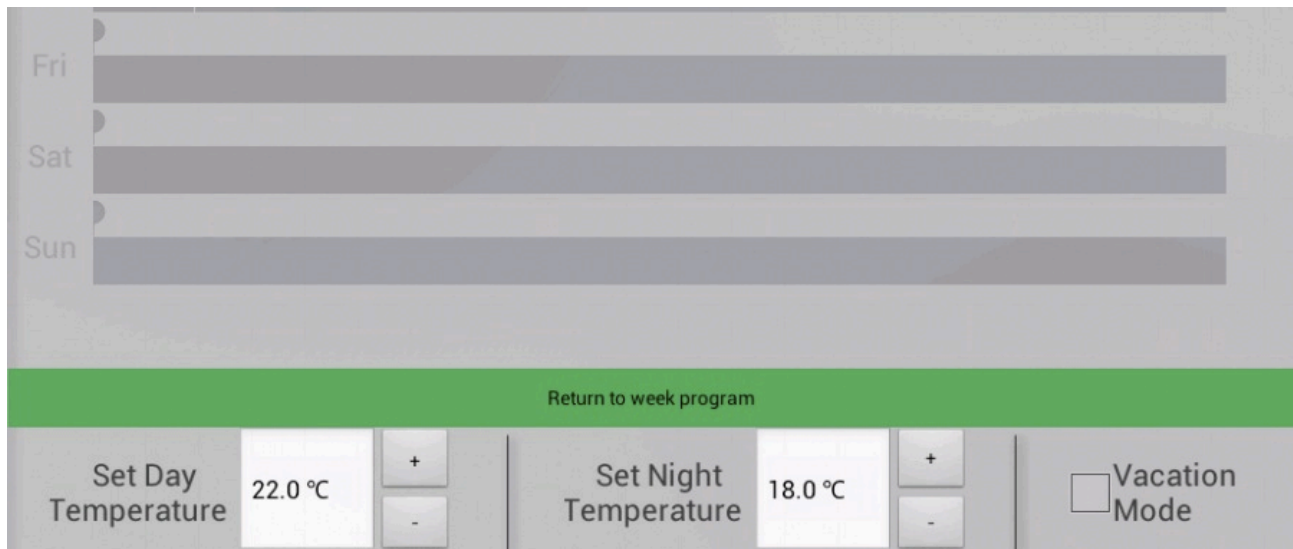 Fri
Sat
Sun
Return to week program
Set Day
Temperature
22.0 °C
+
-
Set Night
Temperature
18.0 °C
+
-
Vacation
Mode